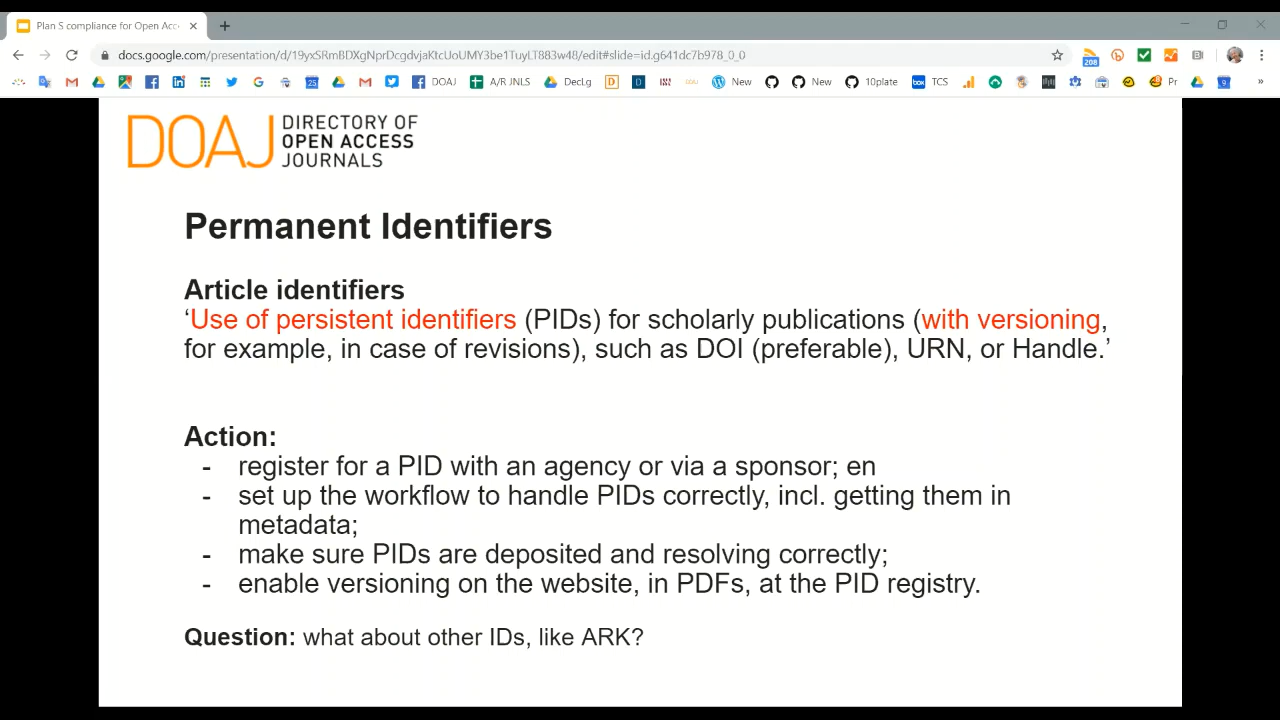 Plan S compliance for Open Acc
docs.google.com/presentation/d/19yxSRmBDXgNprDcgdvjaKtcUoUMY3be1TuyLT883w48/edit#slide=id.g641dc7b978_0_0
208
25
DOAJ
A/R JNLS
DecLg
D
D
New
New
10plate
box
TCS
Pr
9
»
DOAJ
DIRECTORY OF
OPEN ACCESS
JOURNALS
Permanent Identifiers
Article identifiers
‘Use of persistent identifiers (PIDs) for scholarly publications (with versioning,
for example, in case of revisions), such as DOI (preferable), URN, or Handle.’
Action:
- register for a PID with an agency or via a sponsor; en
- set up the workflow to handle PIDs correctly, incl. getting them in
metadata;
- make sure PIDs are deposited and resolving correctly;
- enable versioning on the website, in PDFs, at the PID registry.
Question: what about other IDs, like ARK?